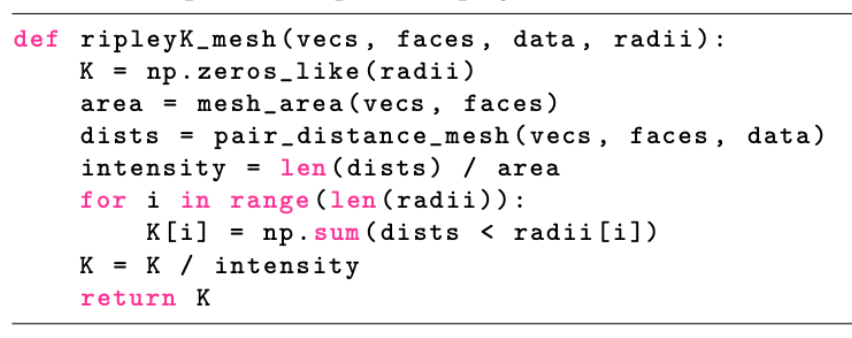 def ripleyK_mesh(vecs, faces, data, radii):
    K = np.zeros_like(radii)
    area = mesh_area(vecs, faces)
    dists = pair_distance_mesh(vecs, faces, data)
    intensity = len(dists) / area
    for i in range(len(radii)):
        K[i] = np.sum(dists < radii[i])
    K = K / intensity
    return K